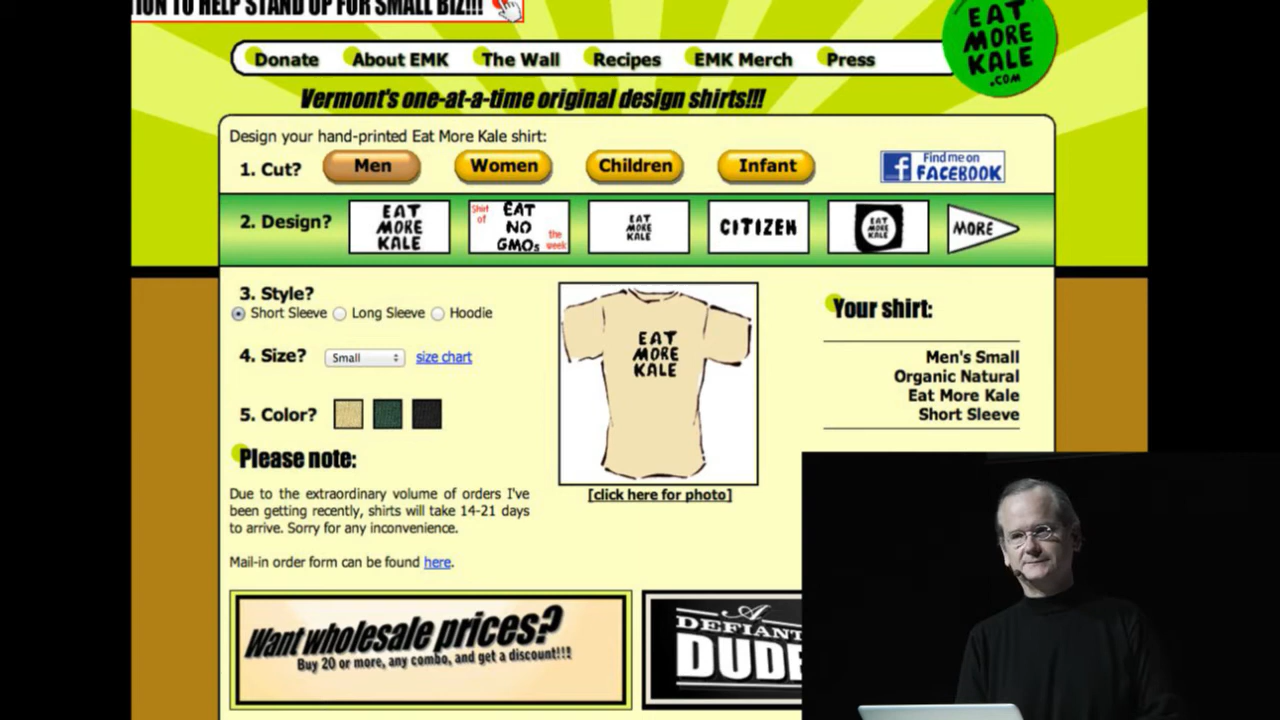 ION TO HELP STAND UP FOR SMALL BIZ!!!
EAT
MORE
KALE
.COM
Donate About EMK The Wall Recipes EMK Merch Press
Vermont's one-at-a-time original design shirts!!!
Design your hand-printed Eat More Kale shirt:
1. Cut? Men Women Children Infant
Find me on
FACEBOOK
2. Design?
EAT
MORE
KALE
Shirt
of
EAT
NO
GMOs
the
week
EAT
MORE
KALE
CITIZEN
EAT
MORE
KALE
MORE
3. Style?
Short Sleeve Long Sleeve Hoodie
4. Size? Small size chart
5. Color?
Please note:
Due to the extraordinary volume of orders I've
been getting recently, shirts will take 14-21 days
to arrive. Sorry for any inconvenience.
Mail-in order form can be found here.
EAT
MORE
KALE
[click here for photo]
Your shirt:
Men's Small
Organic Natural
Eat More Kale
Short Sleeve
Want wholesale prices?
Buy 20 or more, any combo, and get a discount!!!
A
DEFIANT
DUDE